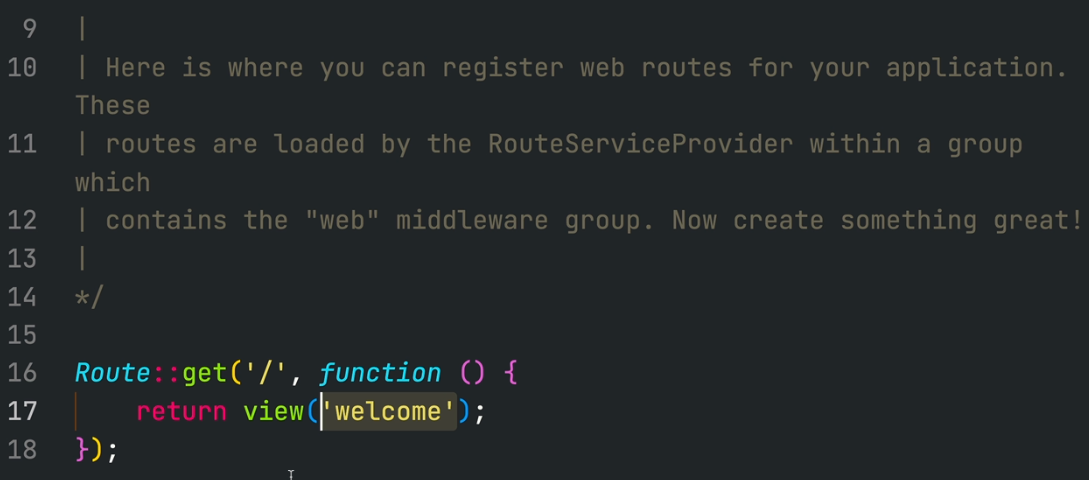 9 |
10 | Here is where you can register web routes for your application.
These
11 | routes are loaded by the RouteServiceProvider within a group
which
12 | contains the "web" middleware group. Now create something great!
13 |
14 */
15
16 Route::get('/', function () {
17     return view('welcome');
18 });